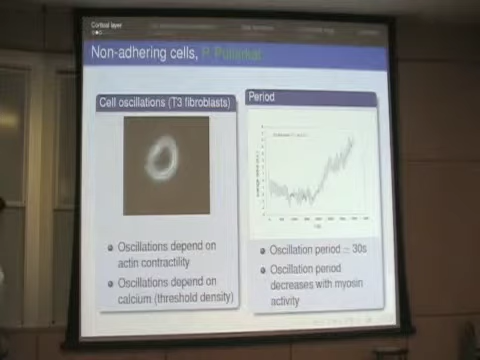 Cortical layer
Non-adhering cells, P. Pullarkat
Cell oscillations (T3 fibroblasts)
Oscillations depend on
actin contractility
Oscillations depend on
calcium (threshold density)
Period
Oscillation period ≃ 30s
Oscillation period
decreases with myosin
activity